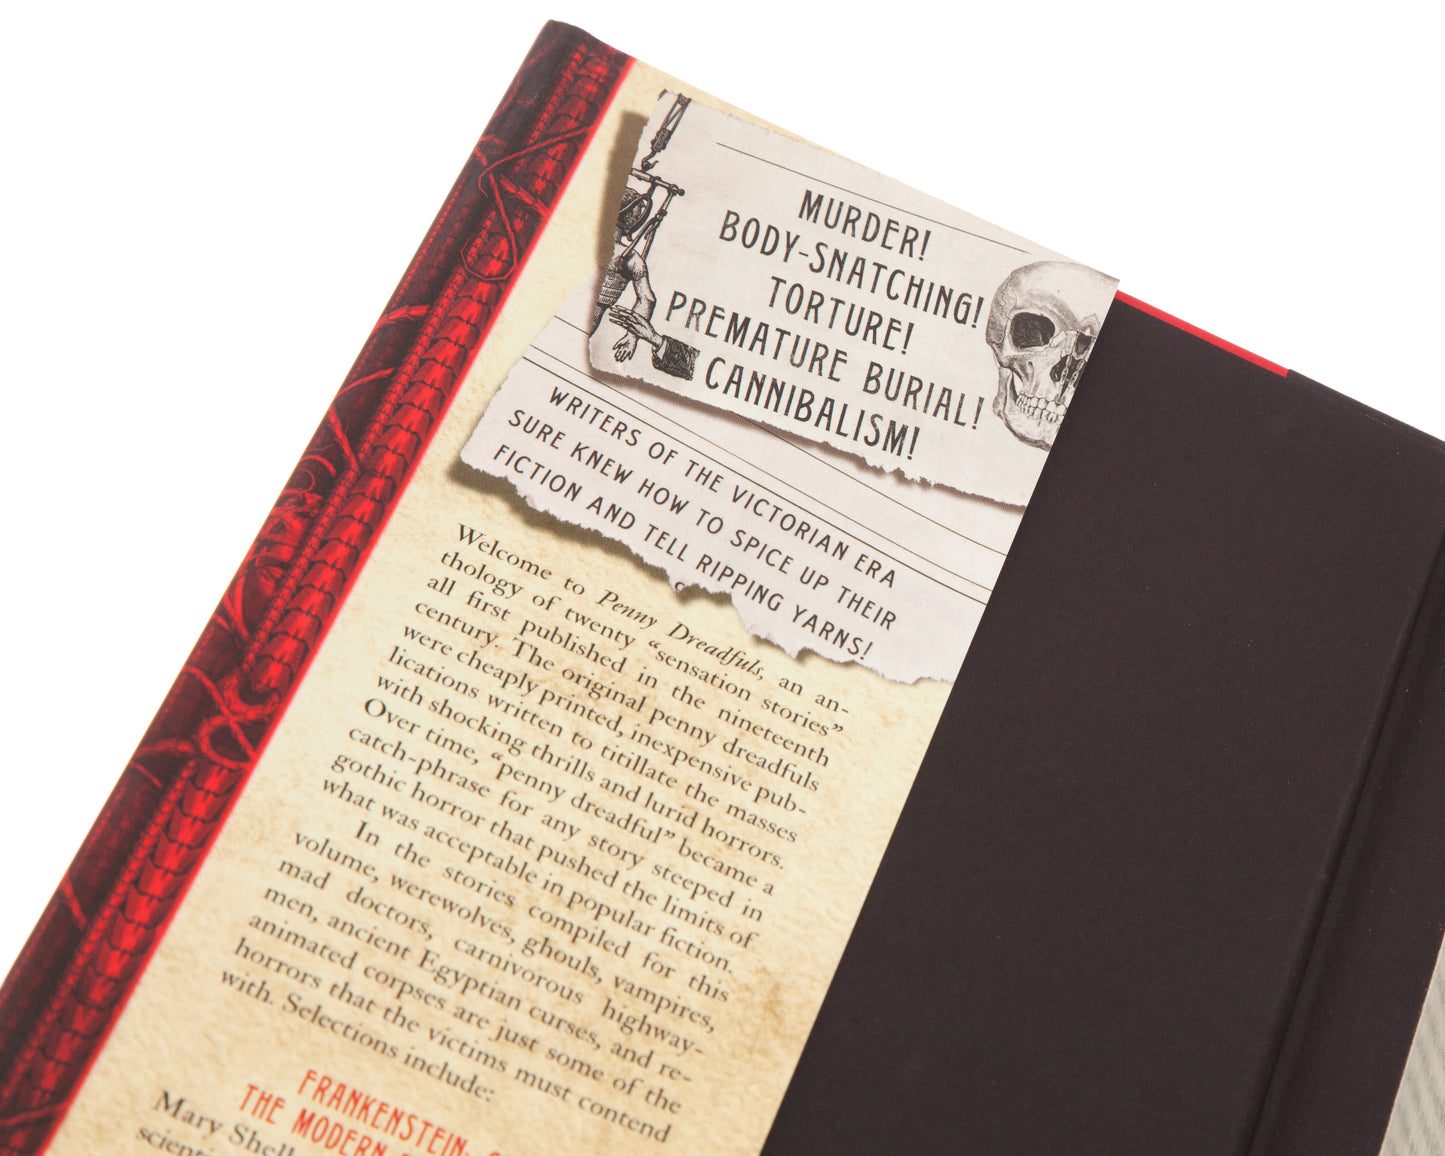 MURDER!
BODY-SNATCHING!
TORTURE!
PREMATURE BURIAL!
CANNIBALISM!
WRITERS OF THE VICTORIAN ERA
SURE KNEW HOW TO SPICE UP THEIR
FICTION AND TELL RIPPING YARNS!
Welcome to Penny Dreadfuls, an an-
thology of twenty “sensation stories”
all first published in the nineteenth
century. The original penny dreadfuls
were cheaply printed, inexpensive pub-
lications written to titillate the masses
with shocking thrills and lurid horrors.
Over time, “penny dreadful” became a
catch-phrase for any story steeped in
gothic horror that pushed the limits of
what was acceptable in popular fiction.
In the stories compiled for this
volume, werewolves, ghouls, vampires,
mad doctors, carnivorous highway-
men, ancient Egyptian curses, and re-
animated corpses are just some of the
horrors that the victims must contend
with. Selections include:
FRANKENSTEIN,
THE MODERN
Mary